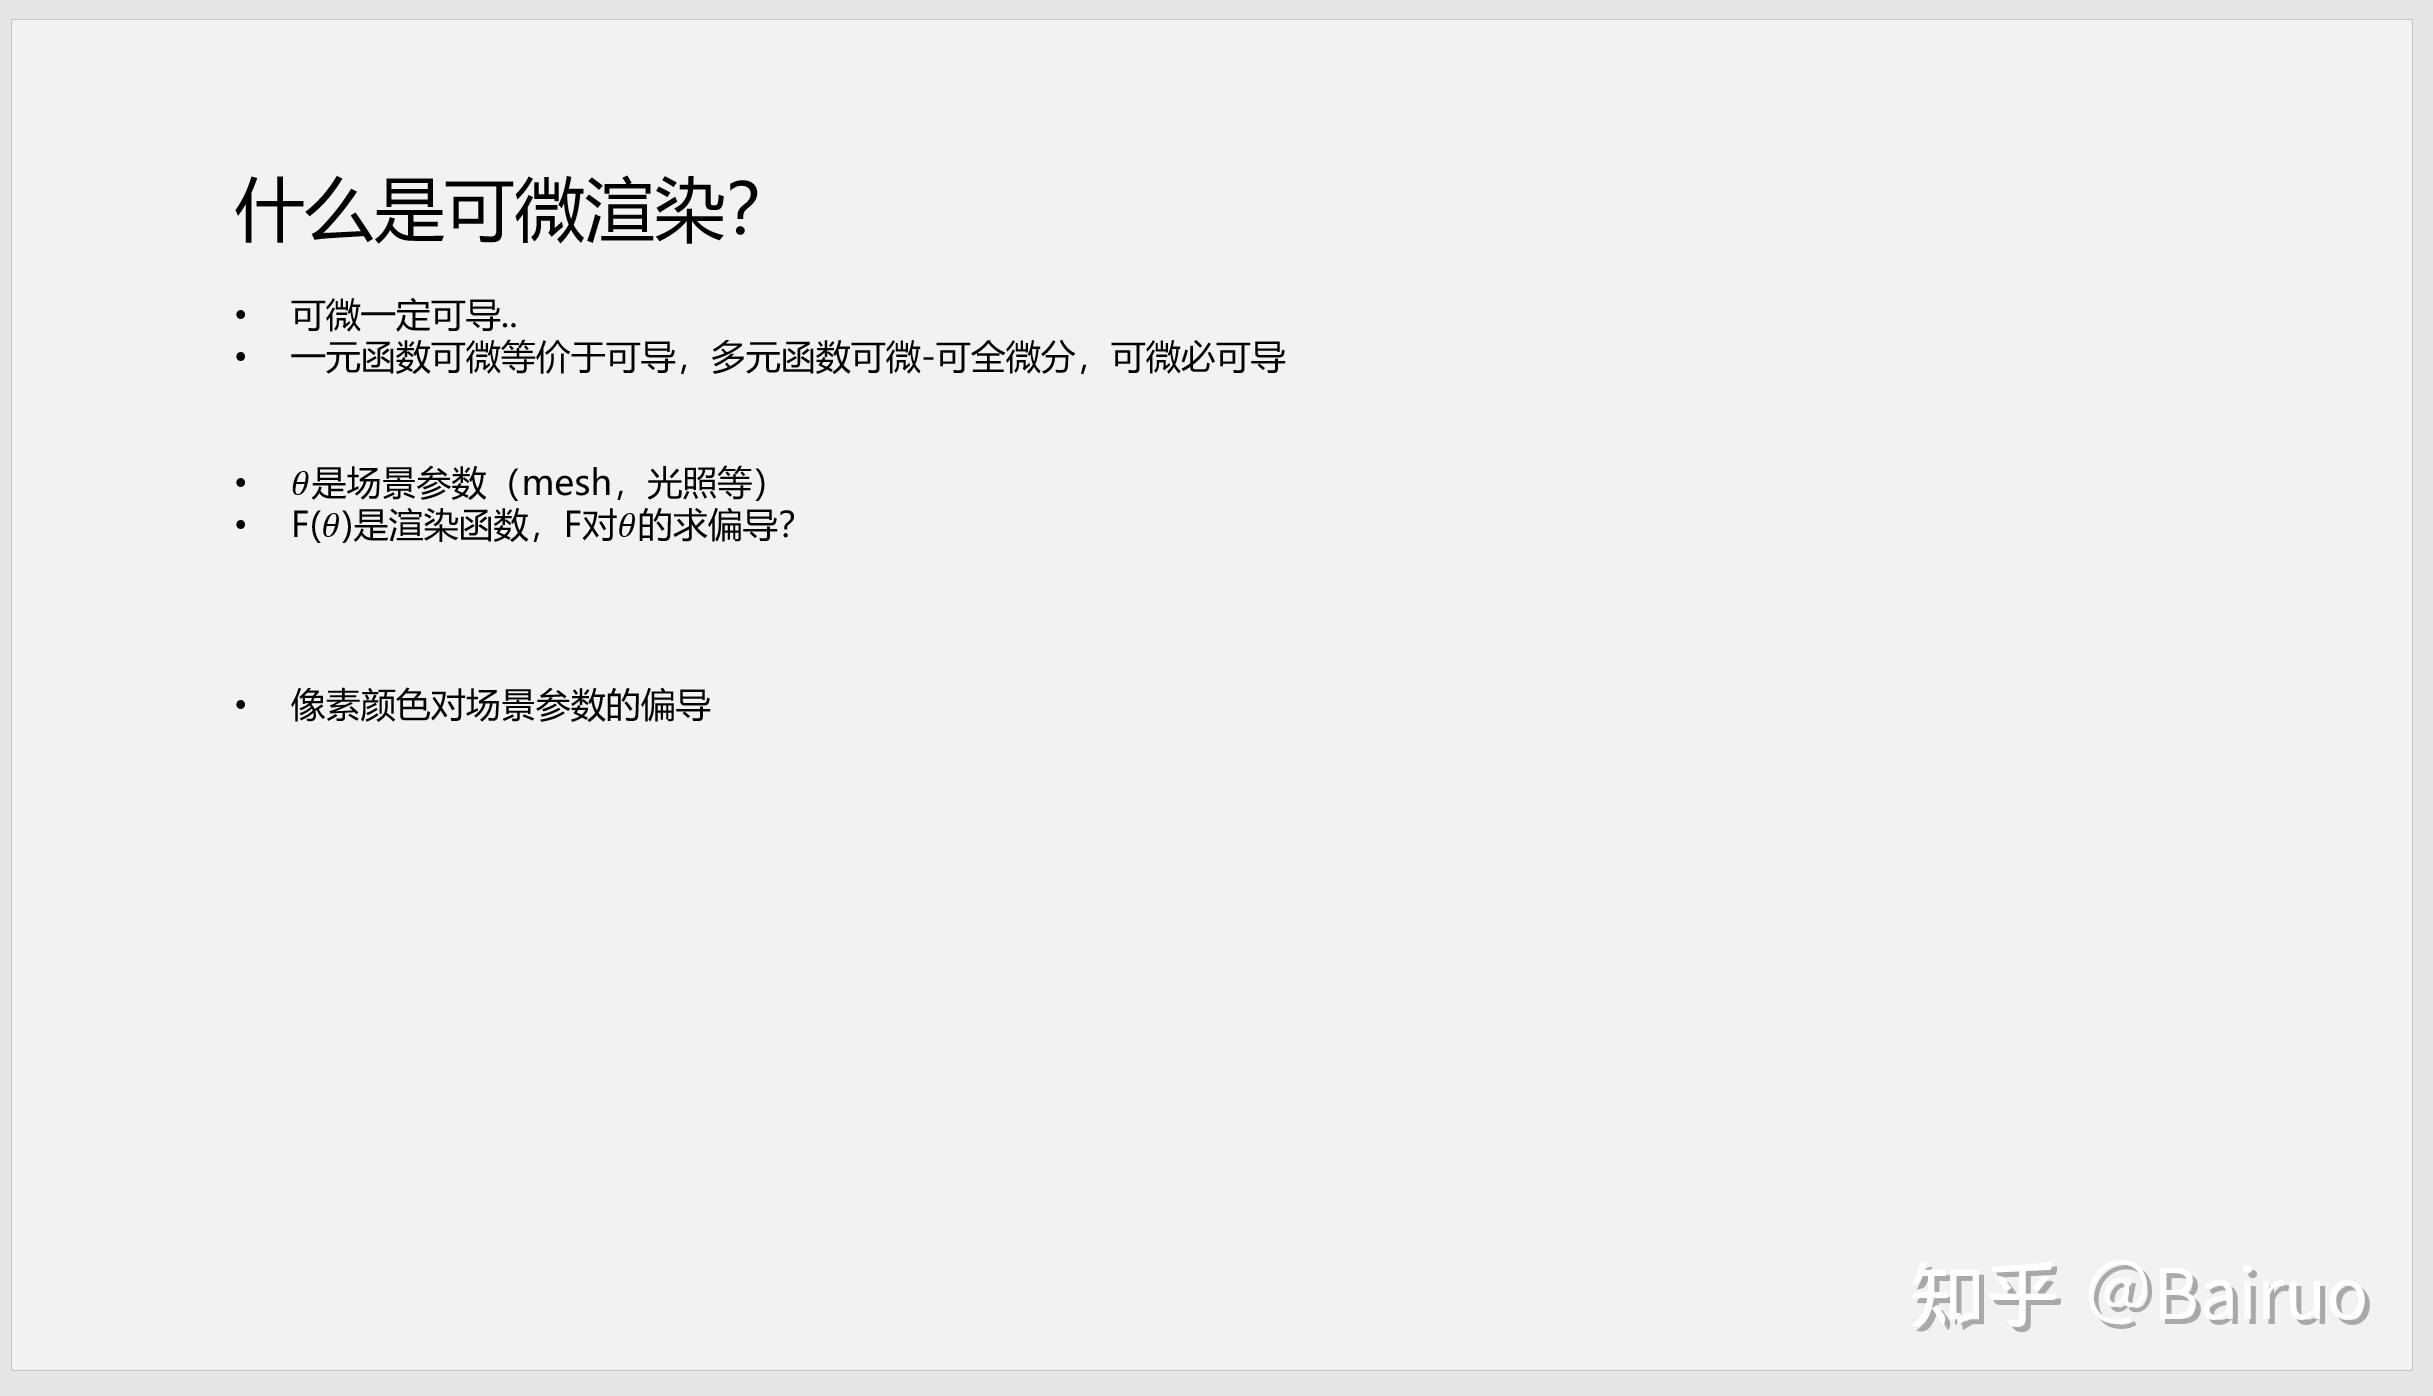 什么是可微渲染？
• 可微一定可导..
• 一元函数可微等价于可导，多元函数可微-可全微分，可微必可导
• θ是场景参数（mesh，光照等）
• F(θ)是渲染函数，F对θ的求偏导？
• 像素颜色对场景参数的偏导
知乎 @Bairuo